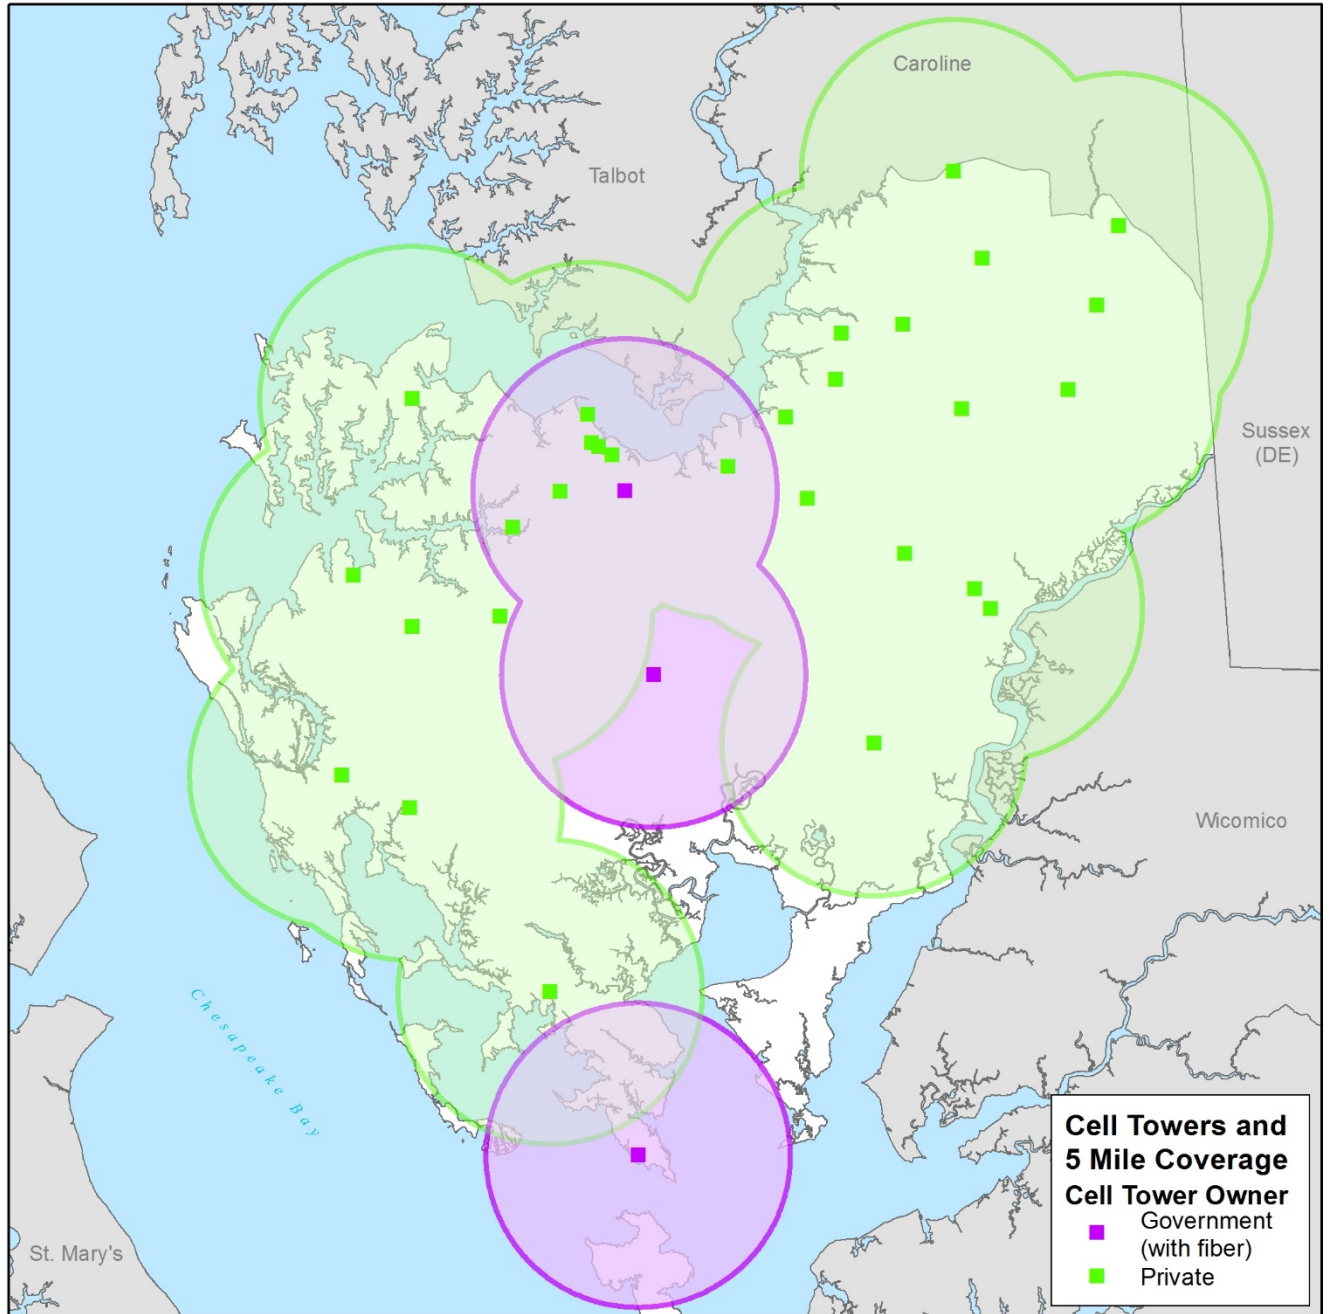 Caroline
Talbot
Sussex
(DE)
Wicomico
Chesapeake Bay
St. Mary's
Cell Towers and
5 Mile Coverage
Cell Tower Owner
Government
(with fiber)
Private